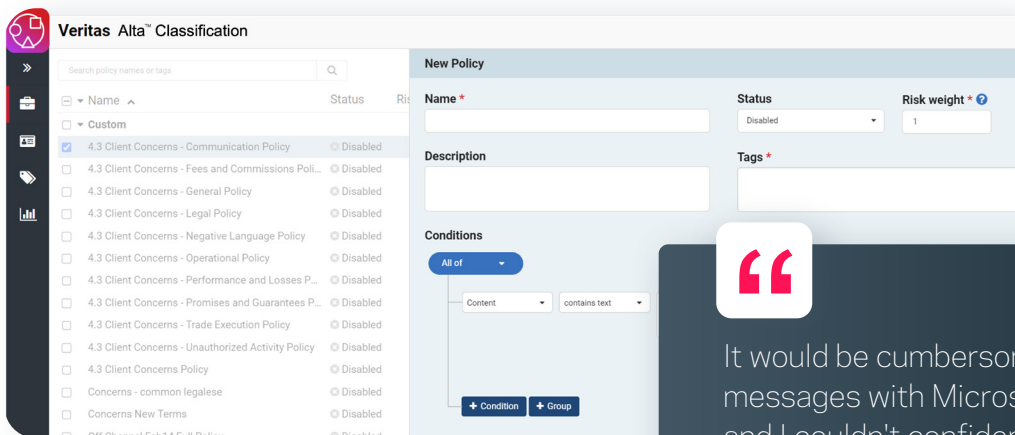 Veritas Alta™ Classification
Search policy names or tags
New Policy
Name Status Ris
Custom
4.3 Client Concerns - Communication Policy Disabled
4.3 Client Concerns - Fees and Commissions Poli... Disabled
4.3 Client Concerns - General Policy Disabled
4.3 Client Concerns - Legal Policy Disabled
4.3 Client Concerns - Negative Language Policy Disabled
4.3 Client Concerns - Operational Policy Disabled
4.3 Client Concerns - Performance and Losses P... Disabled
4.3 Client Concerns - Promises and Guarantees P... Disabled
4.3 Client Concerns - Trade Execution Policy Disabled
4.3 Client Concerns - Unauthorized Activity Policy Disabled
4.3 Client Concerns Policy Disabled
Concerns - common legalese Disabled
Concerns New Terms Disabled
Name * Status Risk weight * ?
Disabled 1
Description Tags *
Conditions
All of
Content contains text
+ Condition + Group
“
It would be cumberson
messages with Micros
and I couldn't confiden